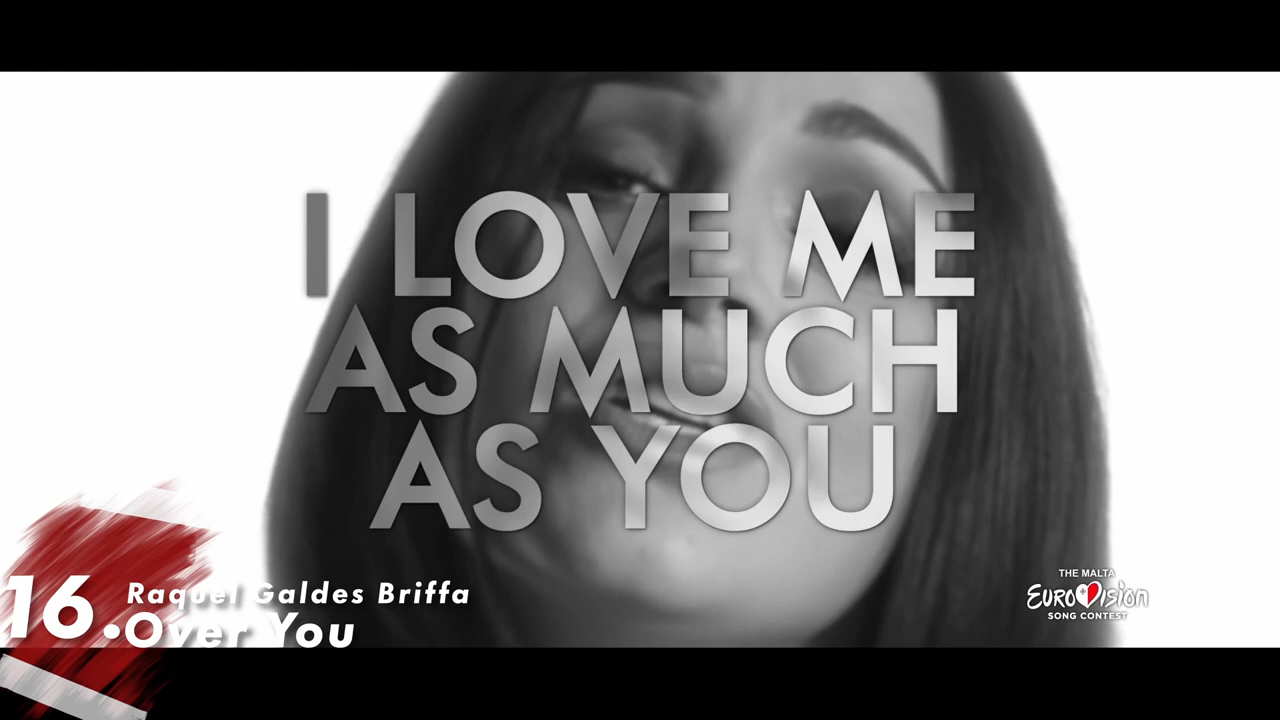 I LOVE ME
AS MUCH
AS YOU
16.
Raquel Galdes Briffa
Over You
THE MALTA
EUROVISION
SONG CONTEST